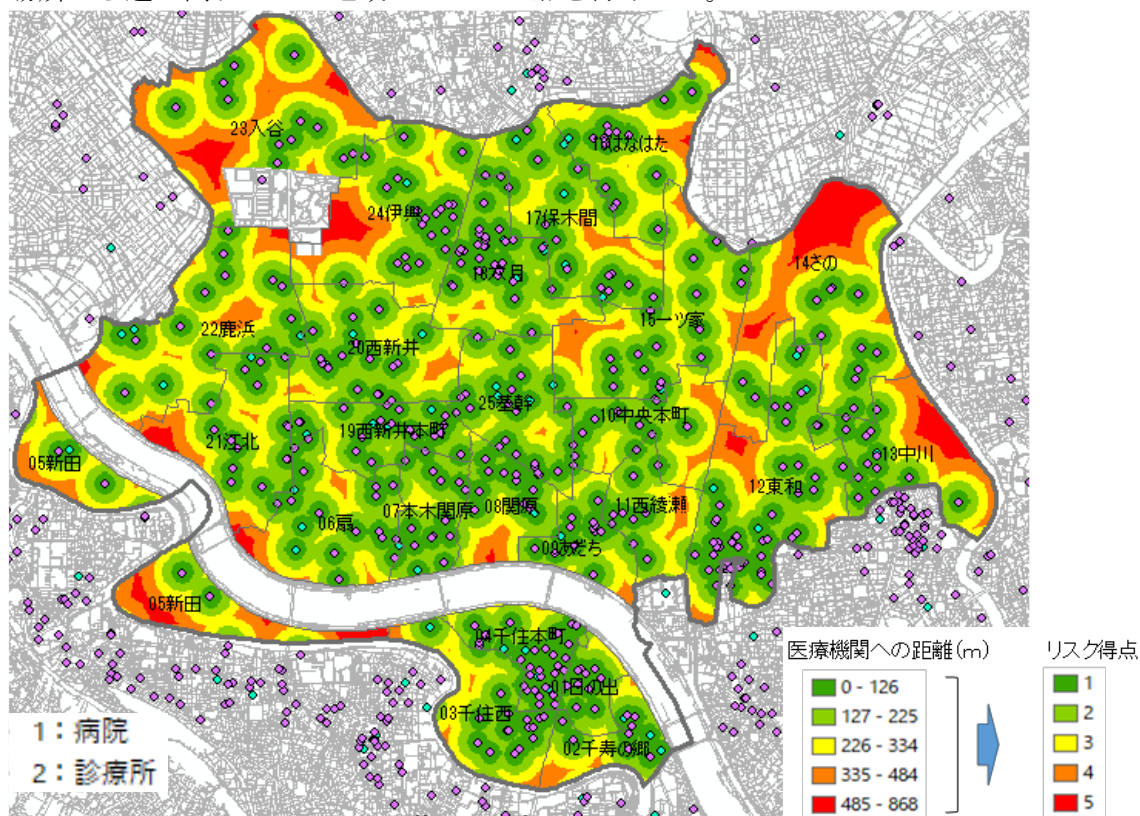 23入谷
16はなはた
24伊興
17保木間
18六月
14さの
15一ツ家
22鹿浜
20西新井
25基幹
10中央本町
19西新井本町
21江北
13中川
05新田
12東和
07本木関原
08関原
11西綾瀬
06扇
09あだち
05新田
04千住本町
01日の出
03千住西
02千寿の郷
1：病院
2：診療所
医療機関への距離(m)
リスク得点
0 - 126
1
127 - 225
2
226 - 334
3
335 - 484
4
485 - 868
5